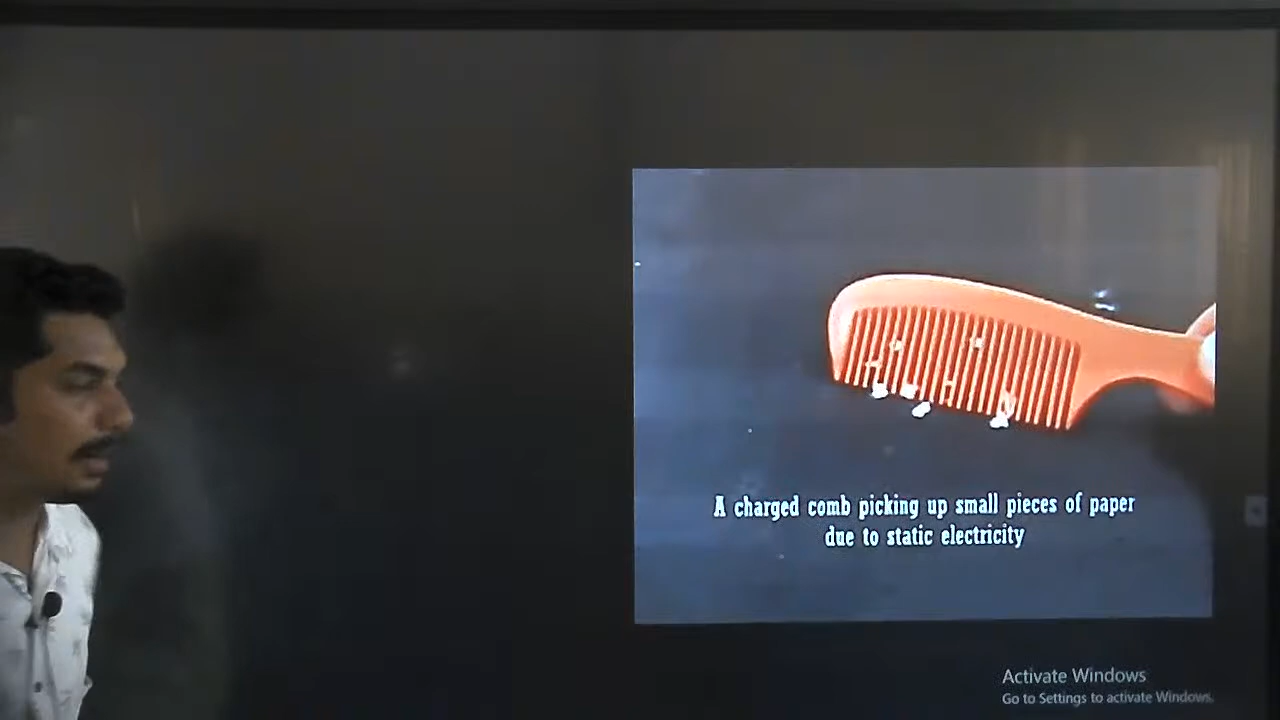 A charged comb picking up small pieces of paper
due to static electricity
Activate Windows
Go to Settings to activate Windows.